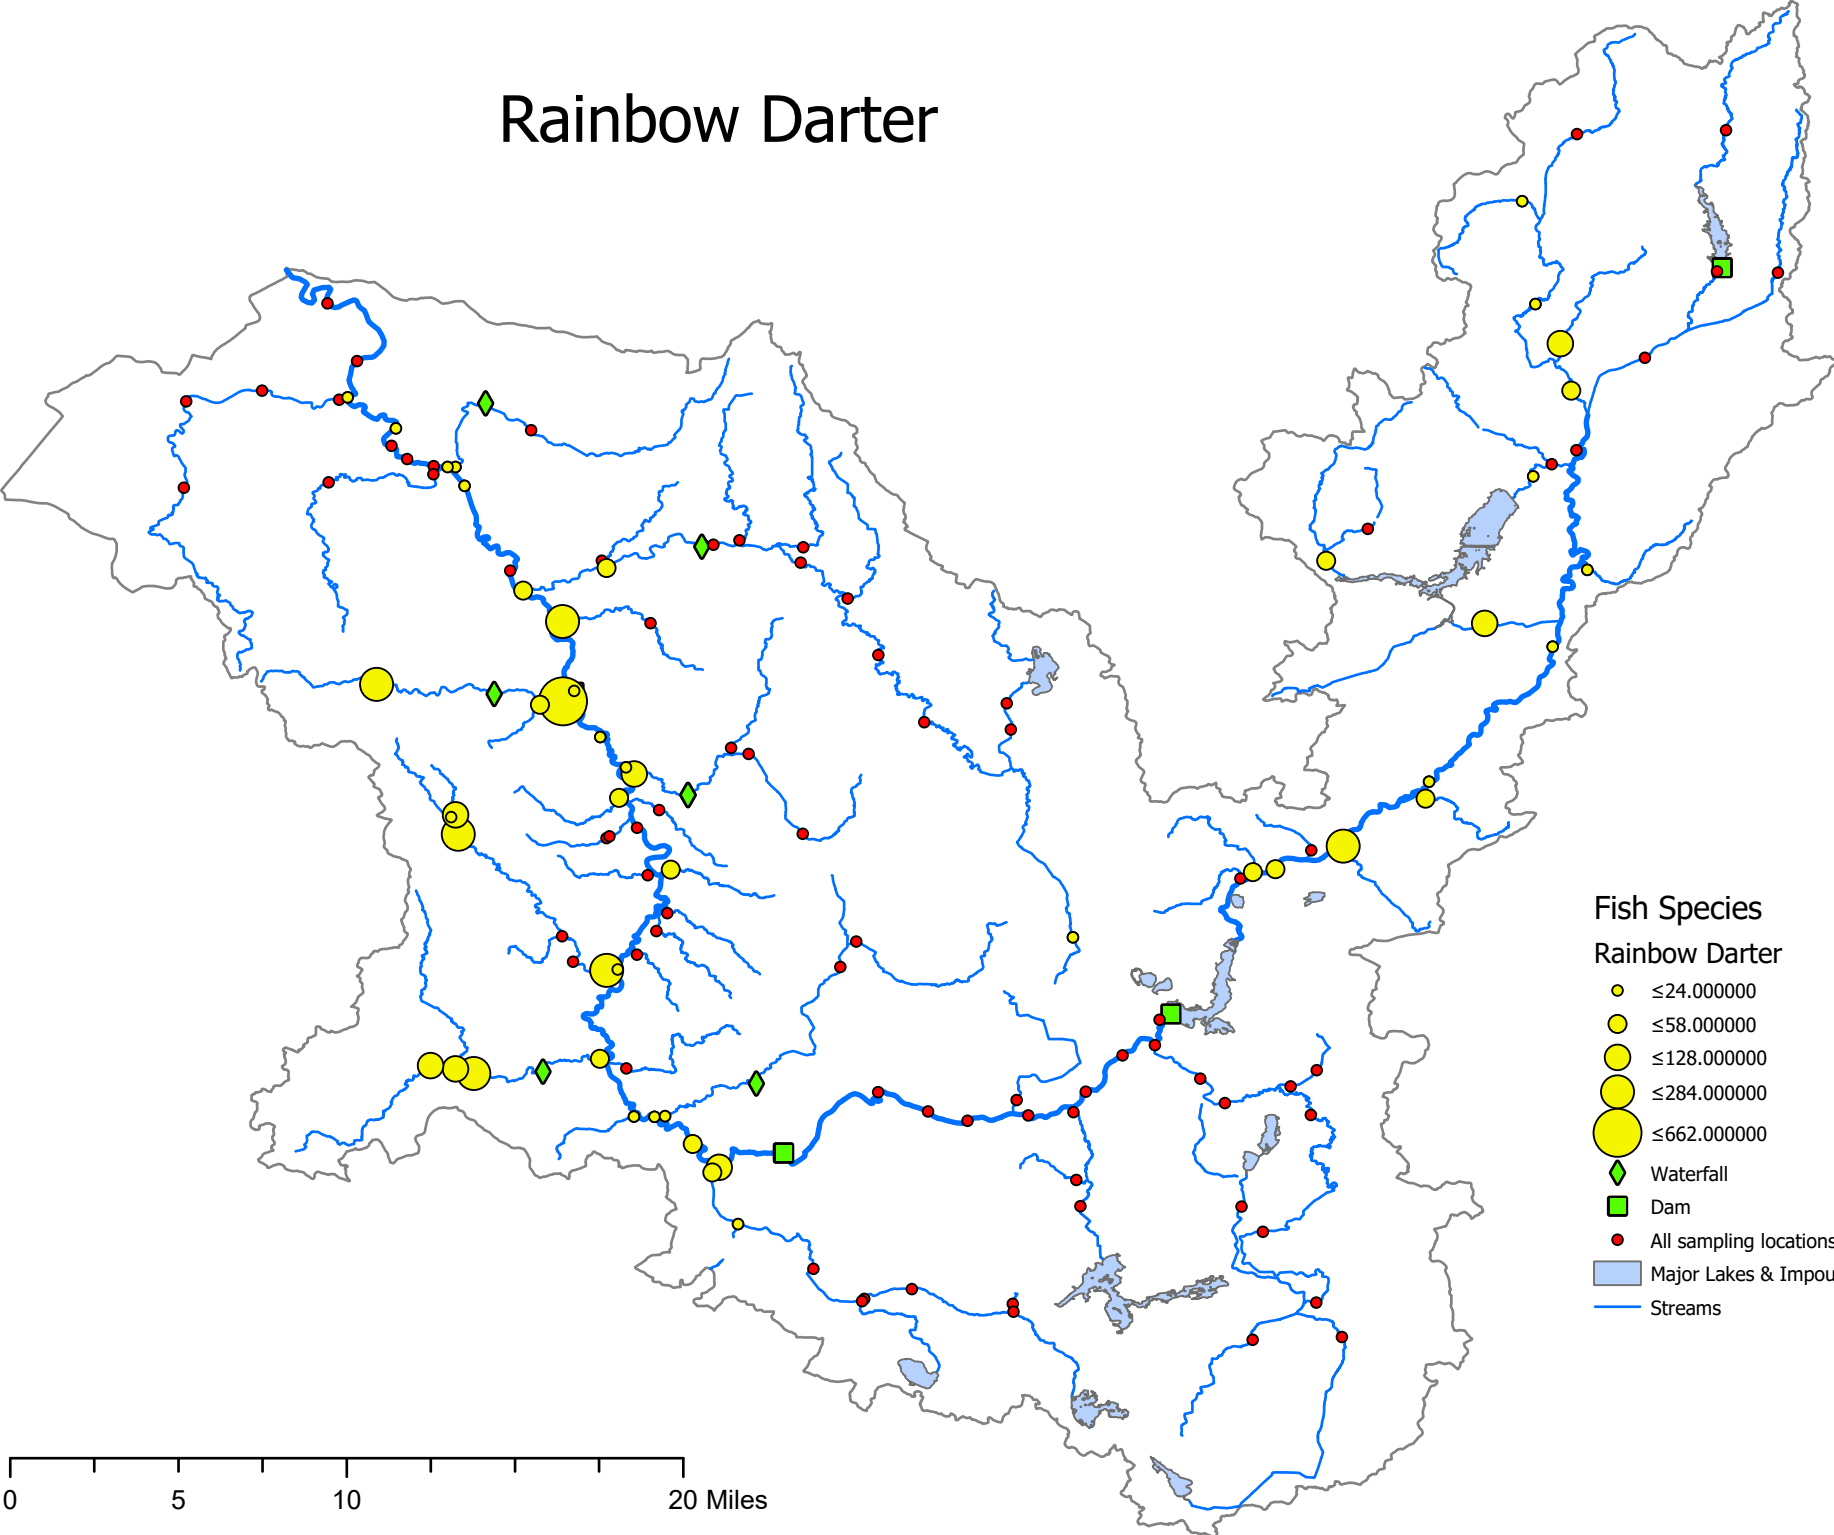 Rainbow Darter
Fish Species
Rainbow Darter
≤24.000000
≤58.000000
≤128.000000
≤284.000000
≤662.000000
Waterfall
Dam
All sampling locations
Major Lakes & Impou
Streams
0 5 10 20 Miles